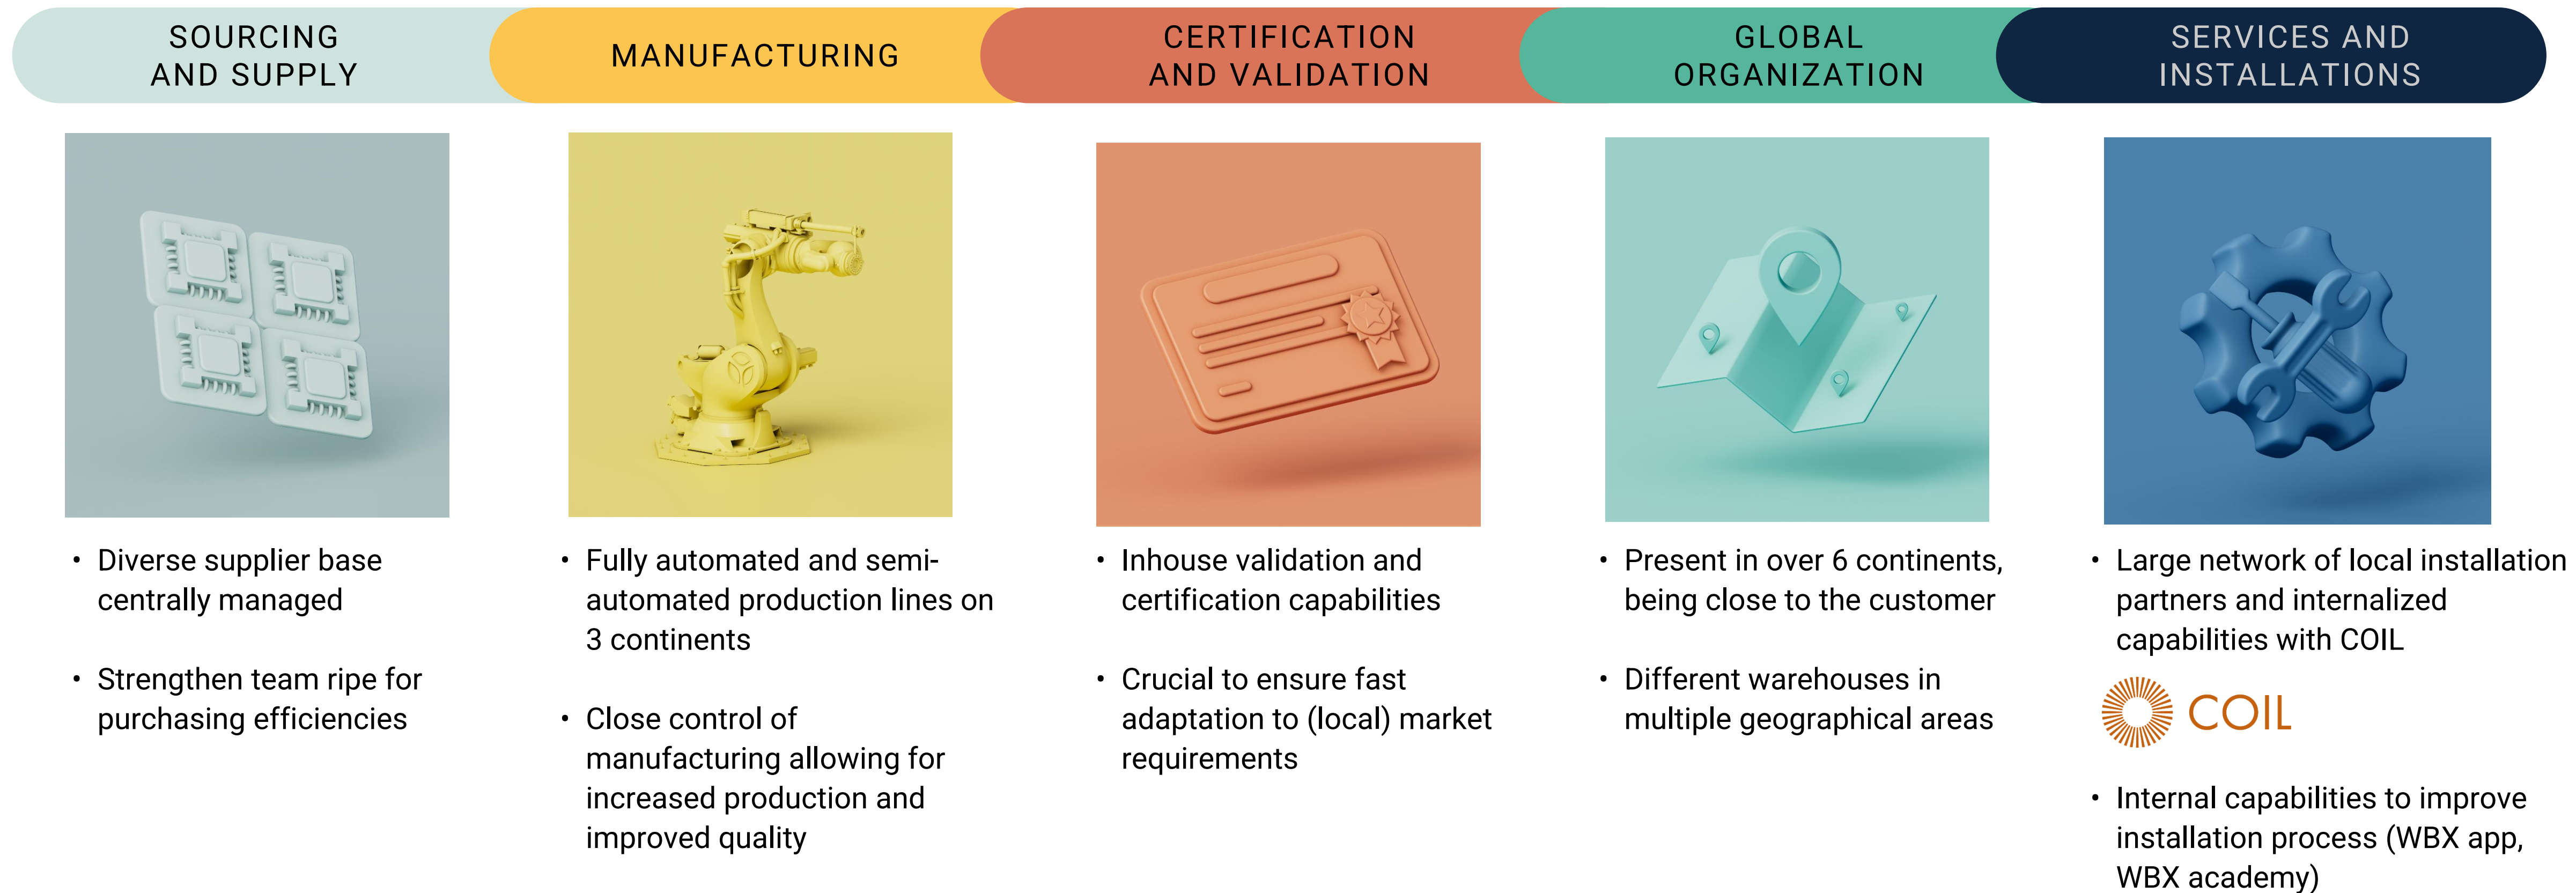 SOURCING
AND SUPPLY
MANUFACTURING
CERTIFICATION
AND VALIDATION
GLOBAL
ORGANIZATION
SERVICES AND
INSTALLATIONS
• Diverse supplier base
centrally managed
• Strengthen team ripe for
purchasing efficiencies
• Fully automated and semi-
automated production lines on
3 continents
• Close control of
manufacturing allowing for
increased production and
improved quality
• Inhouse validation and
certification capabilities
• Crucial to ensure fast
adaptation to (local) market
requirements
• Present in over 6 continents,
being close to the customer
• Different warehouses in
multiple geographical areas
• Large network of local installation
partners and internalized
capabilities with COIL
COIL
• Internal capabilities to improve
installation process (WBX app,
WBX academy)